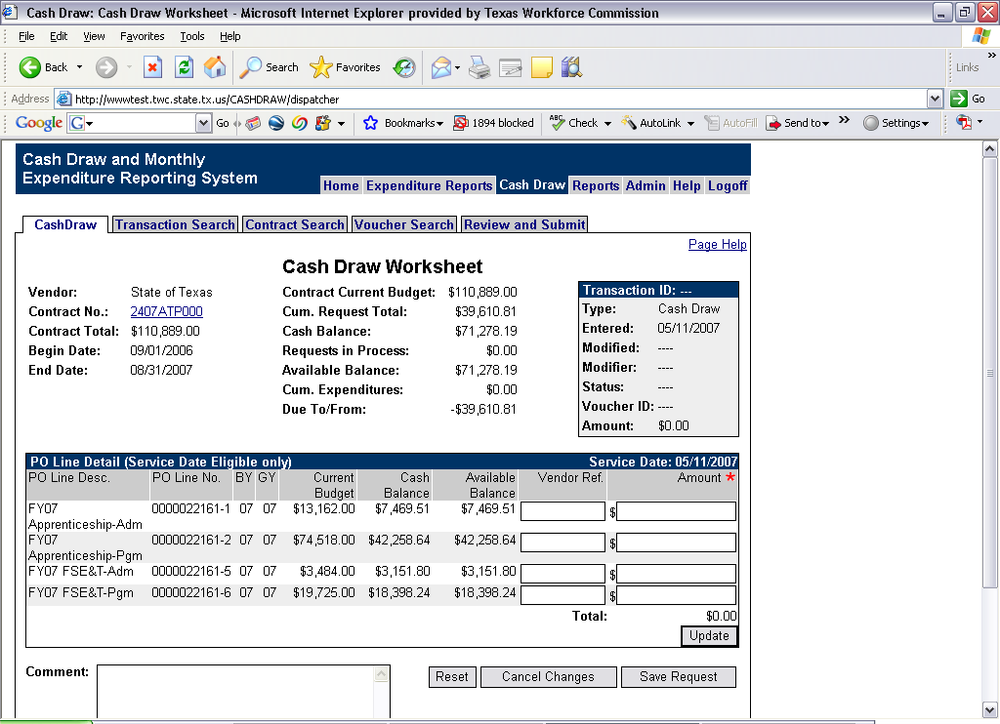 Cash Draw: Cash Draw Worksheet - Microsoft Internet Explorer provided by Texas Workforce Commission
File Edit View Favorites Tools Help
Back Search Favorites Links »
Address http://wwwtest.twc.state.tx.us/CASHDRAW/dispatcher Go
Google G Go Bookmarks 1894 blocked ABC Check AutoLink AutoFill Send to » Settings
Cash Draw and Monthly
Expenditure Reporting System
Home Expenditure Reports Cash Draw Reports Admin Help Logoff
CashDraw Transaction Search Contract Search Voucher Search Review and Submit
Page Help
Cash Draw Worksheet
Vendor: State of Texas
Contract No.: 2407ATP000
Contract Total: $110,889.00
Begin Date: 09/01/2006
End Date: 08/31/2007
Contract Current Budget: $110,889.00
Cum. Request Total: $39,610.81
Cash Balance: $71,278.19
Requests in Process: $0.00
Available Balance: $71,278.19
Cum. Expenditures: $0.00
Due To/From: -$39,610.81
Transaction ID: ---
Type: Cash Draw
Entered: 05/11/2007
Modified: ----
Modifier: ----
Status: ----
Voucher ID: ----
Amount: $0.00
PO Line Detail (Service Date Eligible only) Service Date: 05/11/2007
PO Line Desc. PO Line No. BY GY Current Budget Cash Balance Available Balance Vendor Ref. Amount *
FY07 Apprenticeship-Adm 0000022161-1 07 07 $13,162.00 $7,469.51 $7,469.51 $
FY07 Apprenticeship-Pgm 0000022161-2 07 07 $74,518.00 $42,258.64 $42,258.64 $
FY07 FSE&T-Adm 0000022161-5 07 07 $3,484.00 $3,151.80 $3,151.80 $
FY07 FSE&T-Pgm 0000022161-6 07 07 $19,725.00 $18,398.24 $18,398.24 $
Total: $0.00
Update
Comment:
Reset Cancel Changes Save Request